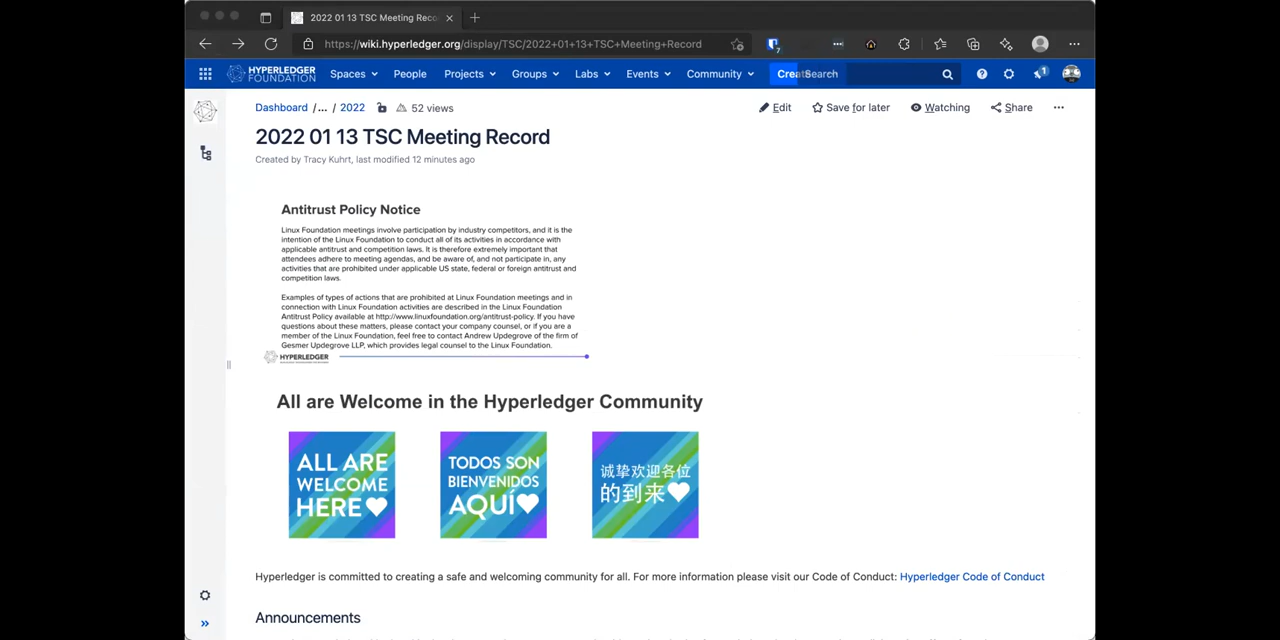 2022 01 13 TSC Meeting Reco
https://wiki.hyperledger.org/display/TSC/2022+01+13+TSC+Meeting+Record
7
HYPERLEDGER
FOUNDATION
Spaces People Projects Groups Labs Events Community Crea Search
1
Dashboard /... / 2022 52 views
Edit Save for later Watching Share
2022 01 13 TSC Meeting Record
Created by Tracy Kuhrt, last modified 12 minutes ago
Antitrust Policy Notice
Linux Foundation meetings involve participation by industry competitors, and it is the
intention of the Linux Foundation to conduct all of its activities in accordance with
applicable antitrust and competition laws. It is therefore extremely important that
attendees adhere to meeting agendas, and be aware of, and not participate in, any
activities that are prohibited under applicable US state, federal or foreign antitrust and
competition laws.
Examples of types of actions that are prohibited at Linux Foundation meetings and in
connection with Linux Foundation activities are described in the Linux Foundation
Antitrust Policy available at http://www.linuxfoundation.org/antitrust-policy. If you have
questions about these matters, please contact your company counsel, or if you are a
member of the Linux Foundation, feel free to contact Andrew Updegrove of the firm of
Gesmer Updegrove LLP, which provides legal counsel to the Linux Foundation.
HYPERLEDGER
All are Welcome in the Hyperledger Community
ALL ARE
WELCOME
HERE
TODOS SON
BIENVENIDOS
AQUÍ
诚挚欢迎各位
的到来
Hyperledger is committed to creating a safe and welcoming community for all. For more information please visit our Code of Conduct: Hyperledger Code of Conduct
Announcements